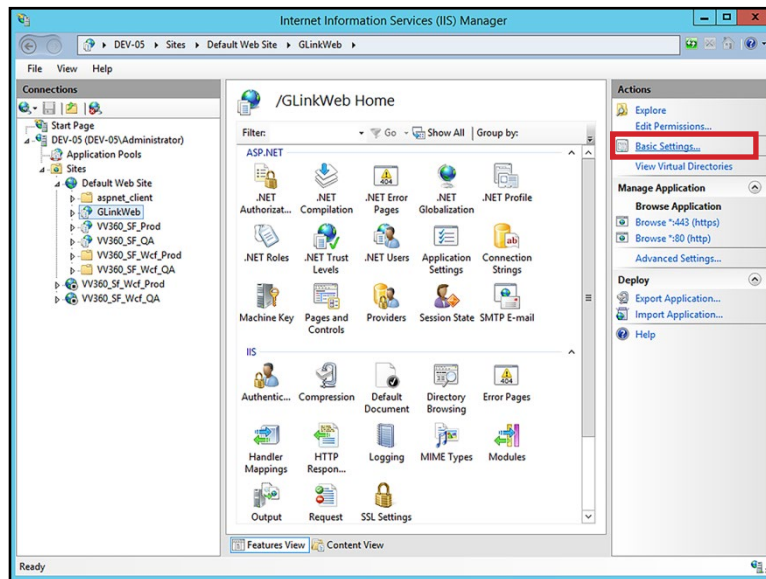 Internet Information Services (IIS) Manager
DEV-05 Sites Default Web Site GLinkWeb
File View Help
Connections
Start Page
DEV-05 (DEV-05\Administrator)
Application Pools
Sites
Default Web Site
aspnet_client
GLinkWeb
VV360_SF_Prod
VV360_SF_QA
VV360_SF_Wcf_Prod
VV360_SF_Wcf_QA
VV360_Sf_Wcf_Prod
VV360_SF_Wcf_QA
/GLinkWeb Home
Filter: Go Show All Group by:
ASP.NET
.NET Authorizat...
.NET Compilation
.NET Error Pages
.NET Globalization
.NET Profile
.NET Roles
.NET Trust Levels
.NET Users
Application Settings
Connection Strings
Machine Key
Pages and Controls
Providers
Session State
SMTP E-mail
IIS
Authentic...
Compression
Default Document
Directory Browsing
Error Pages
Handler Mappings
HTTP Respon...
Logging
MIME Types
Modules
Output
Request
SSL Settings
Features View Content View
Actions
Explore
Edit Permissions...
Basic Settings...
View Virtual Directories
Manage Application
Browse Application
Browse *:443 (https)
Browse *:80 (http)
Advanced Settings...
Deploy
Export Application...
Import Application...
Help
Ready